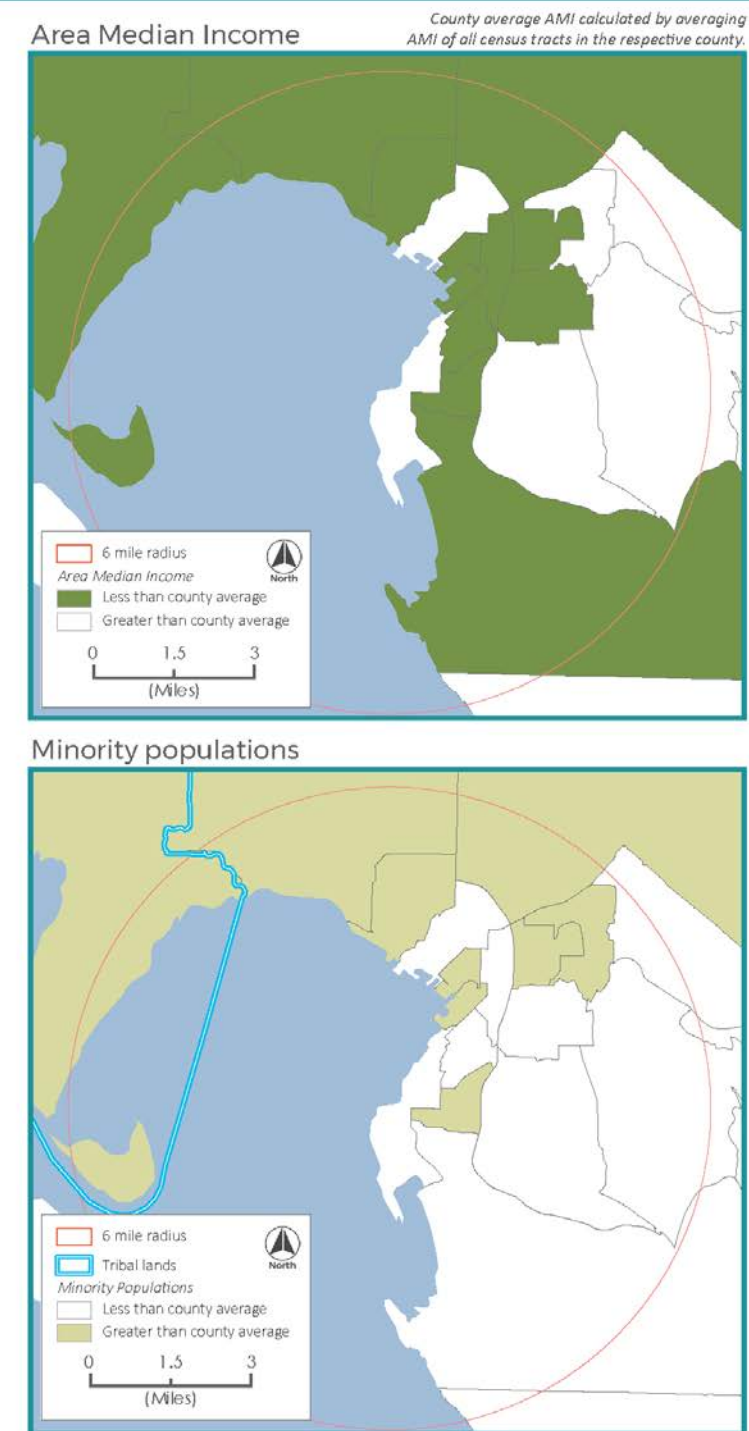 Area Median Income
County average AMI calculated by averaging
AMI of all census tracts in the respective county.
6 mile radius
North
Area Median Income
Less than county average
Greater than county average
0 1.5 3
(Miles)
Minority populations
6 mile radius
North
Tribal lands
Minority Populations
Less than county average
Greater than county average
0 1.5 3
(Miles)